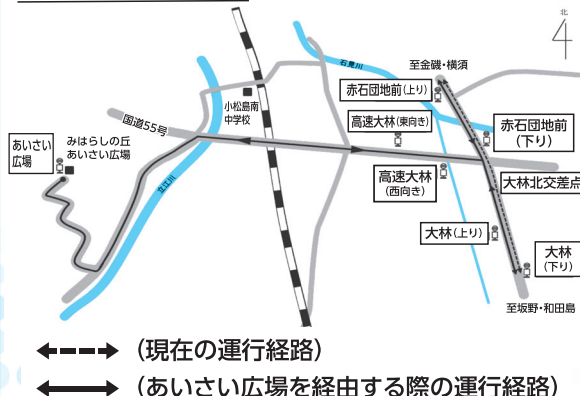 北
石見川
至金磯・横須
赤石団地前(上り)
小松島南
中学校
国道55号
高速大林(東向き)
赤石団地前
(下り)
あいさい
広場
みはらしの丘
あいさい広場
高速大林
(西向き)
大林北交差点
立江川
大林(上り)
大林
(下り)
至坂野・和田島
(現在の運行経路)
(あいさい広場を経由する際の運行経路)